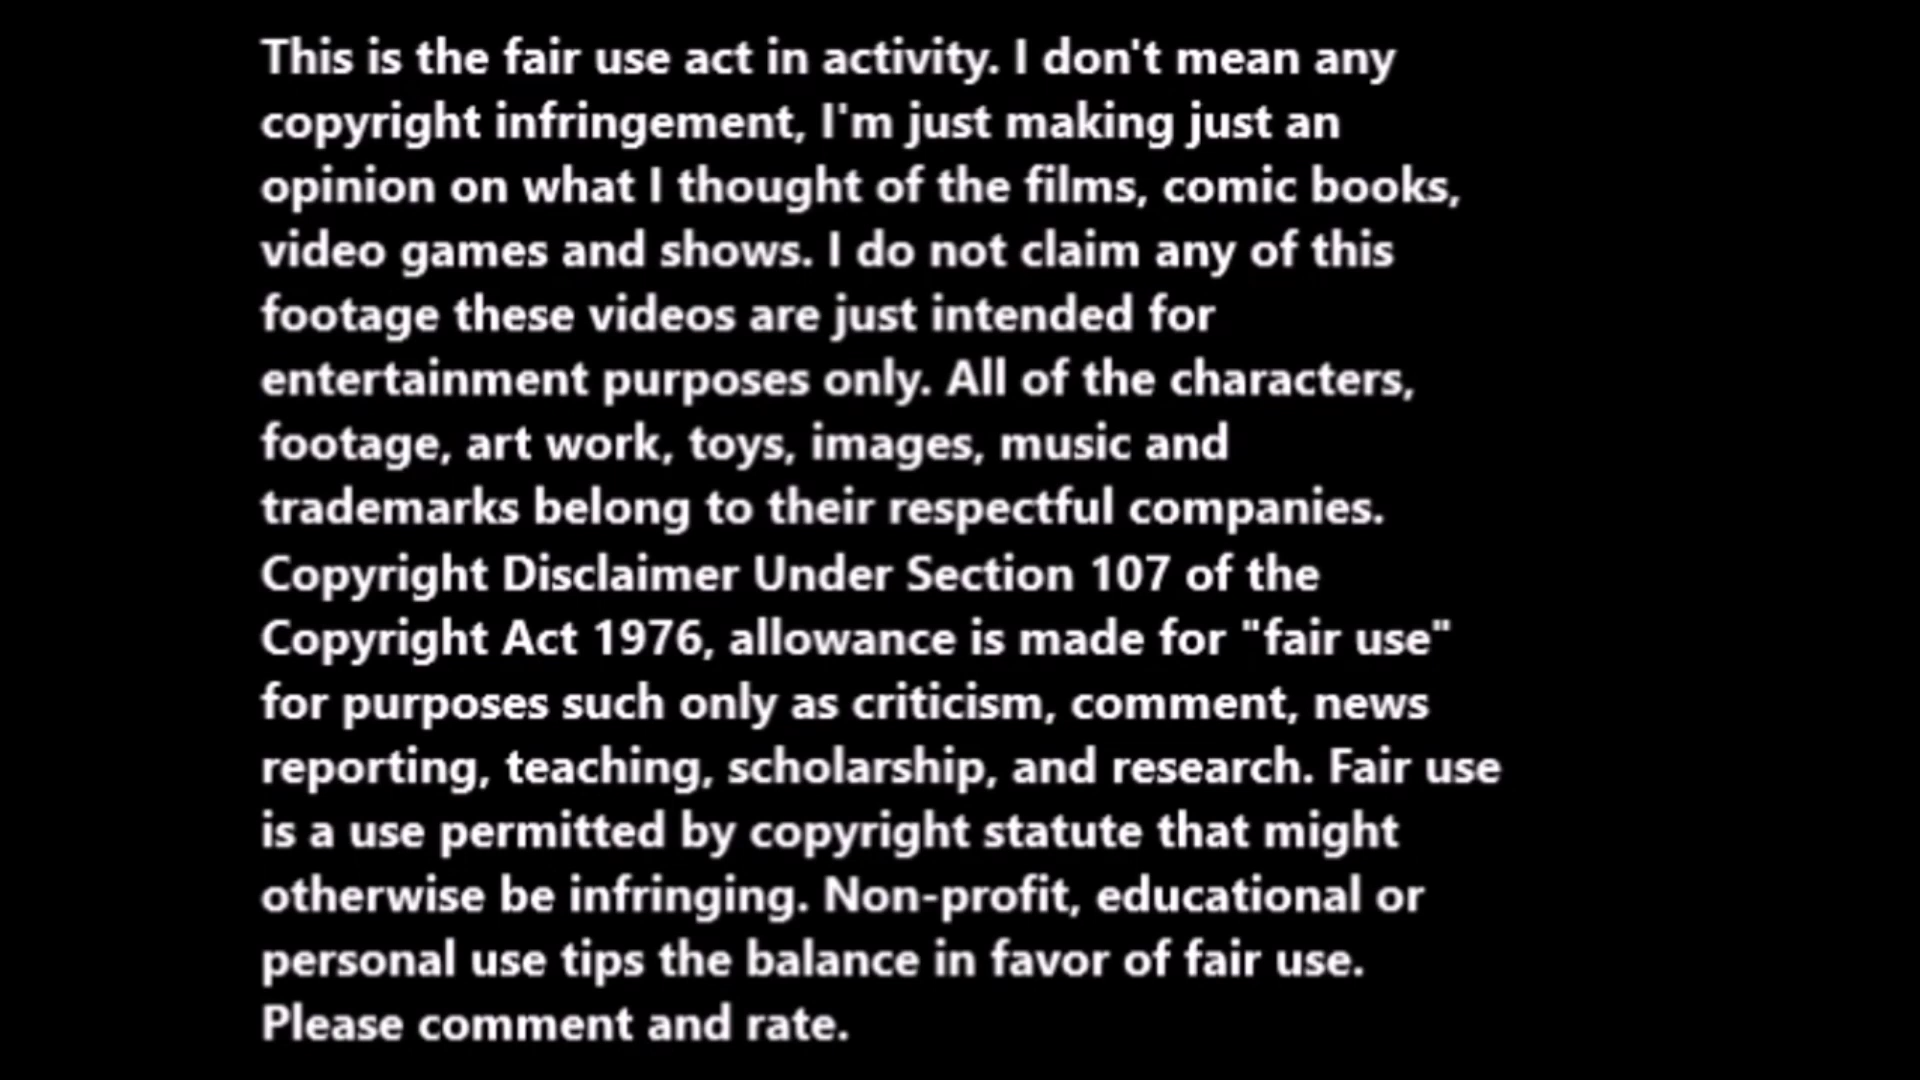 This is the fair use act in activity. I don't mean any
copyright infringement, I'm just making just an
opinion on what I thought of the films, comic books,
video games and shows. I do not claim any of this
footage these videos are just intended for
entertainment purposes only. All of the characters,
footage, art work, toys, images, music and
trademarks belong to their respectful companies.
Copyright Disclaimer Under Section 107 of the
Copyright Act 1976, allowance is made for "fair use"
for purposes such only as criticism, comment, news
reporting, teaching, scholarship, and research. Fair use
is a use permitted by copyright statute that might
otherwise be infringing. Non-profit, educational or
personal use tips the balance in favor of fair use.
Please comment and rate.